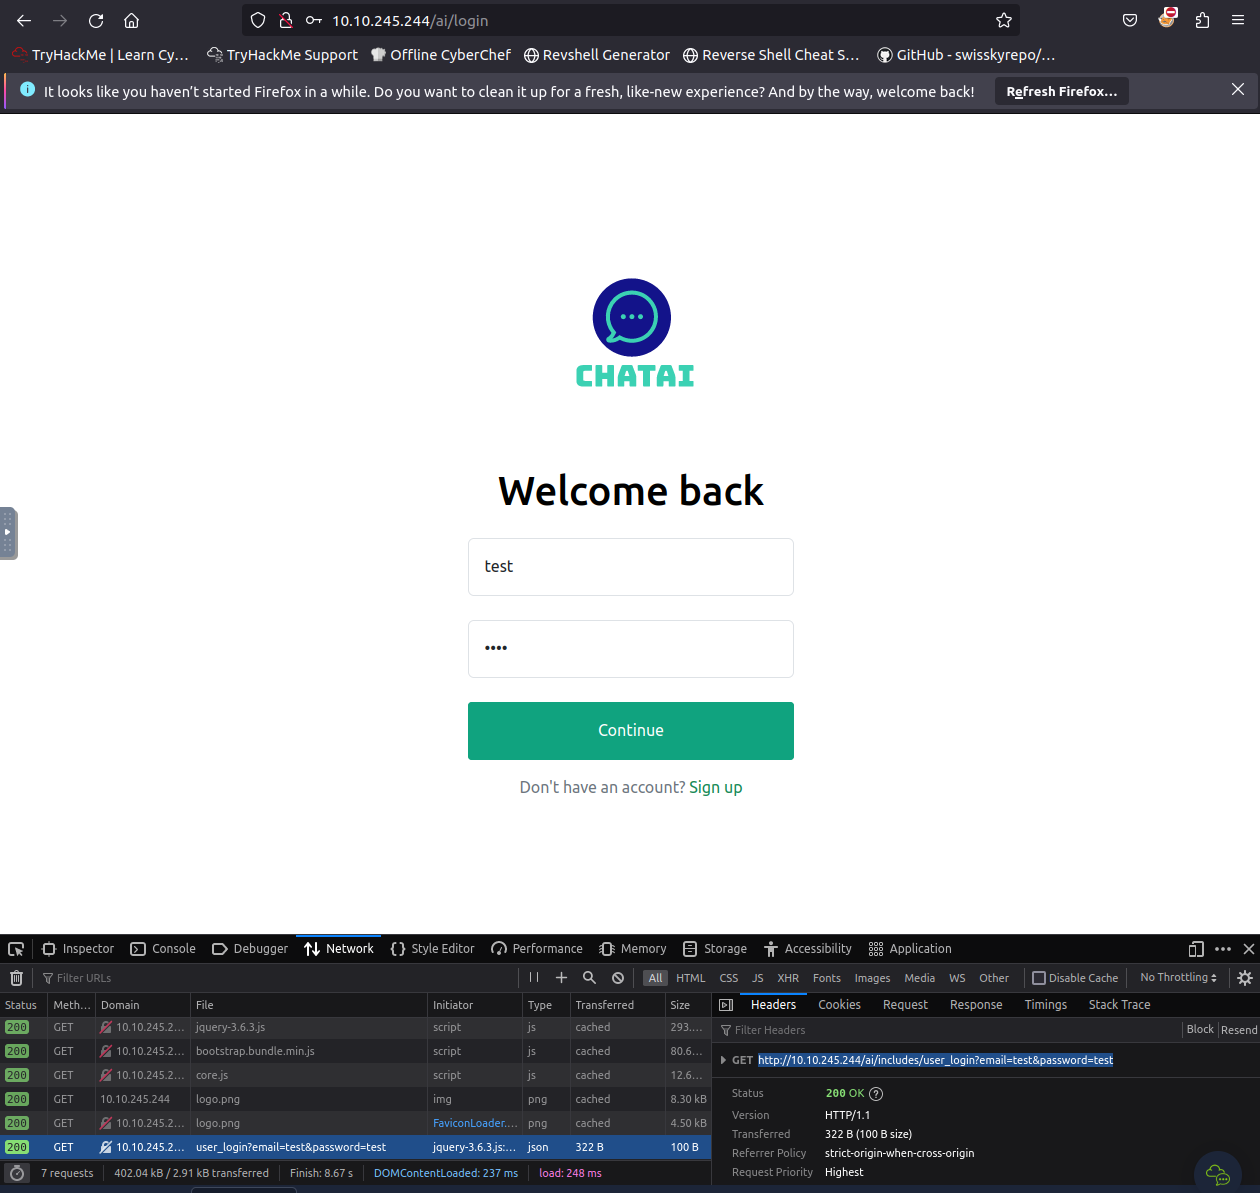 10.10.245.244/ai/login
TryHackMe | Learn Cy... TryHackMe Support Offline CyberChef Revshell Generator Reverse Shell Cheat S... GitHub - swisskyrepo/...
It looks like you haven't started Firefox in a while. Do you want to clean it up for a fresh, like-new experience? And by the way, welcome back! Refresh Firefox...
CHATAI
Welcome back
test
••••
Continue
Don't have an account? Sign up
Inspector Console Debugger Network Style Editor Performance Memory Storage Accessibility Application
Filter URLs All HTML CSS JS XHR Fonts Images Media WS Other Disable Cache No Throttling
Status Meth... Domain File Initiator Type Transferred Size
200 GET 10.10.245.2... jquery-3.6.3.js script js cached 293....
200 GET 10.10.245.2... bootstrap.bundle.min.js script js cached 80.6...
200 GET 10.10.245.2... core.js script js cached 12.6...
200 GET 10.10.245.244 logo.png img png cached 8.30 kB
200 GET 10.10.245.2... logo.png FaviconLoader.... png cached 4.50 kB
200 GET 10.10.245.2... user_login?email=test&password=test jquery-3.6.3.js:... json 322 B 100 B
7 requests 402.04 kB / 2.91 kB transferred Finish: 8.67 s DOMContentLoaded: 237 ms load: 248 ms
Headers Cookies Request Response Timings Stack Trace
Filter Headers Block Resend
GET http://10.10.245.244/ai/includes/user_login?email=test&password=test
Status 200 OK
Version HTTP/1.1
Transferred 322 B (100 B size)
Referrer Policy strict-origin-when-cross-origin
Request Priority Highest